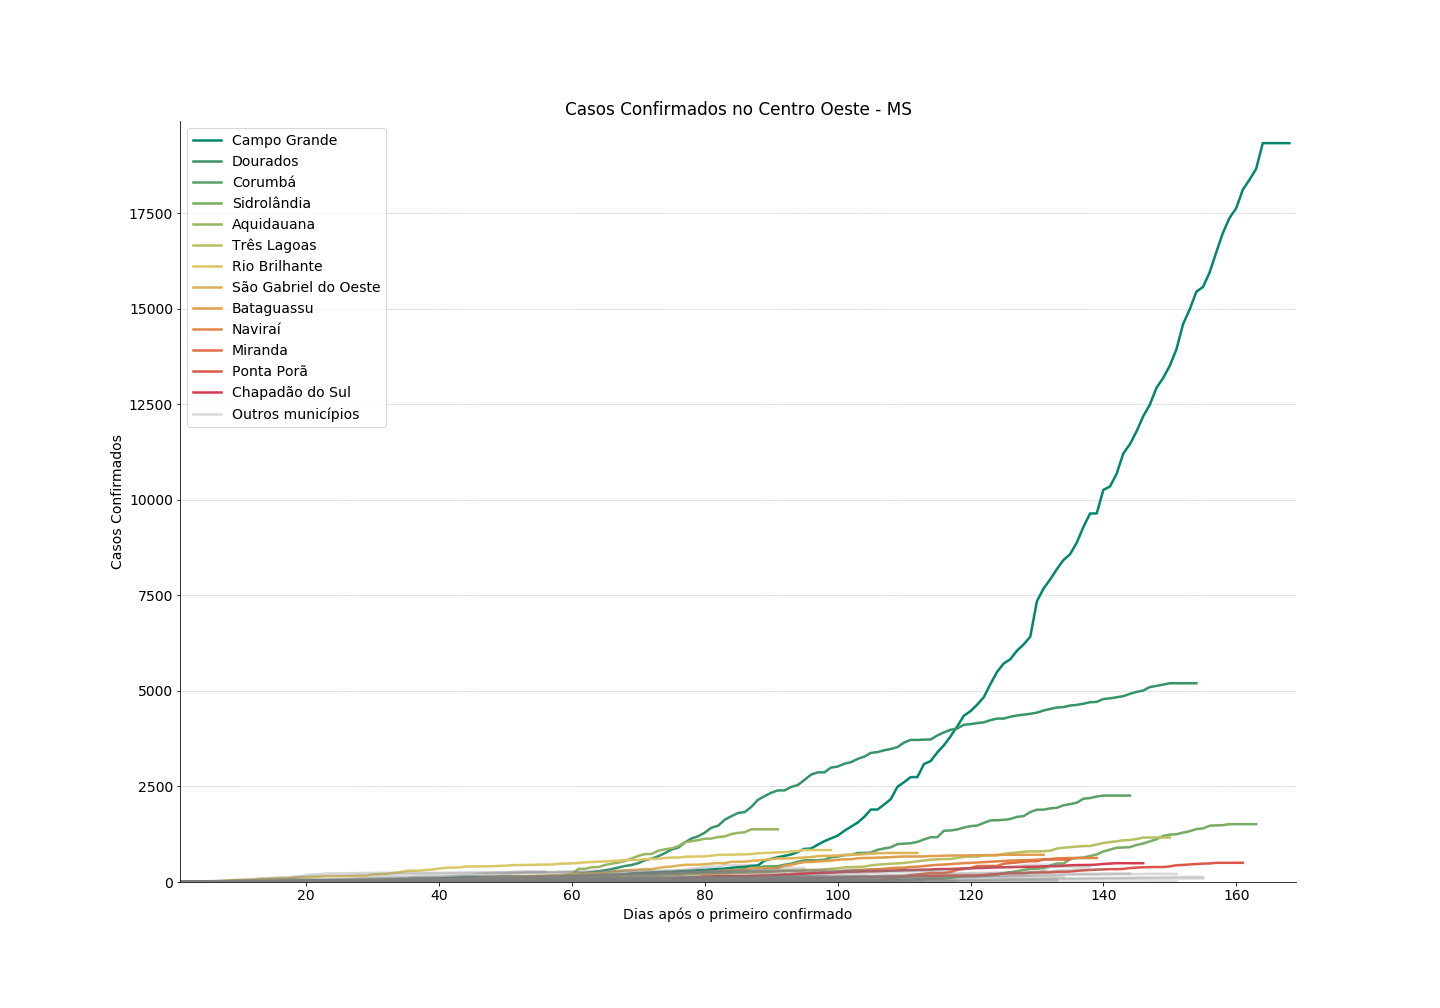 Casos Confirmados no Centro Oeste - MS
Campo Grande
Dourados
Corumbá
Sidrolândia
Aquidauana
Três Lagoas
Rio Brilhante
São Gabriel do Oeste
Bataguassu
Naviraí
Miranda
Ponta Porã
Chapadão do Sul
Outros municípios
17500
15000
12500
10000
7500
5000
2500
0
Casos Confirmados
20 40 60 80 100 120 140 160
Dias após o primeiro confirmado